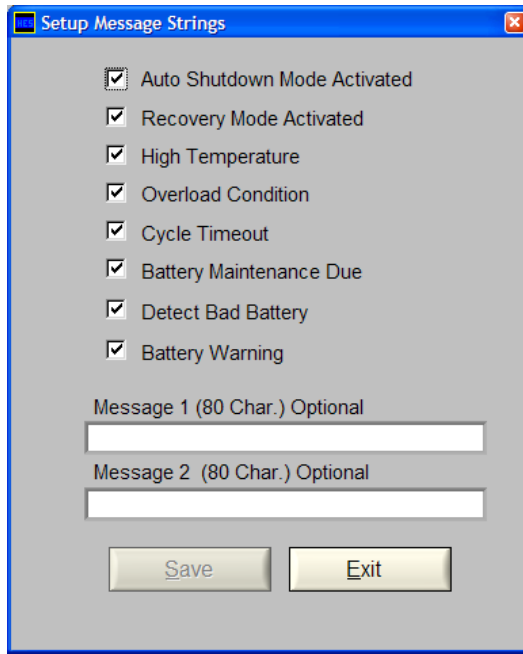 HCS Setup Message Strings
Auto Shutdown Mode Activated
Recovery Mode Activated
High Temperature
Overload Condition
Cycle Timeout
Battery Maintenance Due
Detect Bad Battery
Battery Warning
Message 1 (80 Char.) Optional
Message 2 (80 Char.) Optional
Save Exit